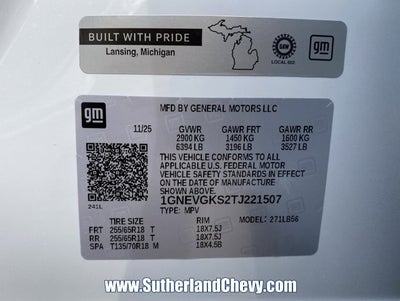 BUILT WITH PRIDE
Lansing, Michigan
UAW
LOCAL 602
gm
gm
MFD BY GENERAL MOTORS LLC
11/25 GVWR GAWR FRT GAWR RR
2900 KG 1450 KG 1600 KG
6394 LB 3196 LB 3527 LB
THIS VEHICLE CONFORMS TO ALL
APPLICABLE U.S. FEDERAL MOTOR
VEHICLE SAFETY STANDARDS IN EFFECT
ON THE DATE OF MANUFACTURE
SHOWN ABOVE.
1GNEVGKS2TJ221507
TYPE: MPV
241L
MODEL: 271LB56
TIRE SIZE RIM
FRT 255/65R18 T 18X7.5J
RR 255/65R18 T 18X7.5J
SPA T135/70R18 M 18X4.5B
www.SutherlandChevy.com